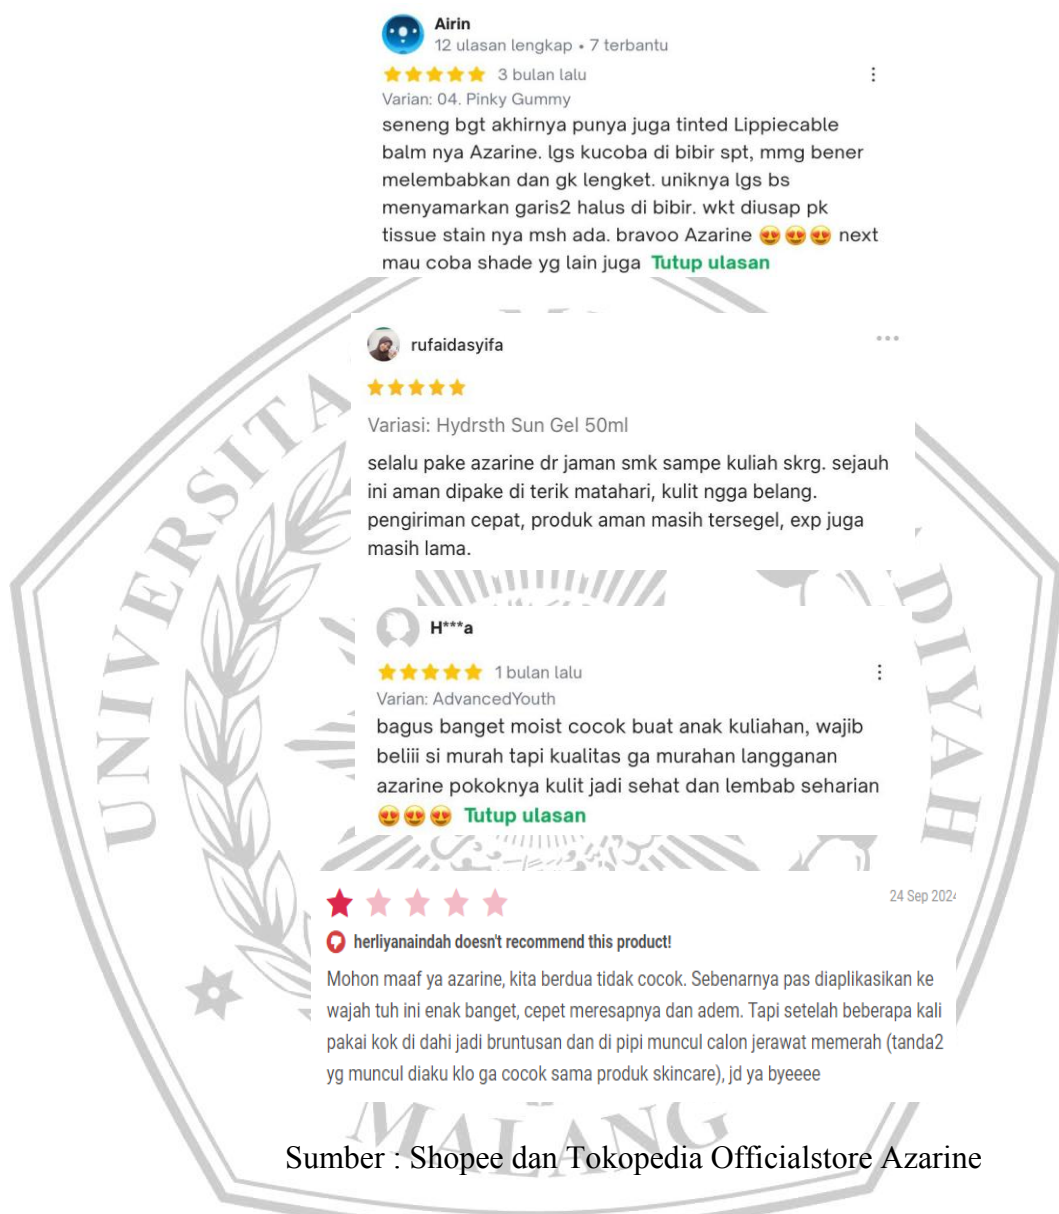 Airin
12 ulasan lengkap • 7 terbantu
3 bulan lalu
Varian: 04. Pinky Gummy
seneng bgt akhirnya punya juga tinted Lippiecable
balm nya Azarine. lgs kucoba di bibir spt, mmg bener
melembabkan dan gk lengket. uniknya lgs bs
menyamarkan garis2 halus di bibir. wkt diusap pk
tissue stain nya msh ada. bravoo Azarine 😍😍😍 next
mau coba shade yg lain juga Tutup ulasan
rufaidasyifa
Variasi: Hydrsth Sun Gel 50ml
selalu pake azarine dr jaman smk sampe kuliah skrg. sejauh
ini aman dipake di terik matahari, kulit ngga belang.
pengiriman cepat, produk aman masih tersegel, exp juga
masih lama.
H***a
1 bulan lalu
Varian: AdvancedYouth
bagus banget moist cocok buat anak kuliahan, wajib
beliii si murah tapi kualitas ga murahan langganan
azarine pokoknya kulit jadi sehat dan lembab seharian
😍😍😍 Tutup ulasan
24 Sep 2024
herliyanaindah doesn't recommend this product!
Mohon maaf ya azarine, kita berdua tidak cocok. Sebenarnya pas diaplikasikan ke
wajah tuh ini enak banget, cepet meresapnya dan adem. Tapi setelah beberapa kali
pakai kok di dahi jadi bruntusan dan di pipi muncul calon jerawat memerah (tanda2
yg muncul diaku klo ga cocok sama produk skincare), jd ya byeeee
Sumber : Shopee dan Tokopedia Officialstore Azarine
UNIVERSITA
DIYAH
MALANG